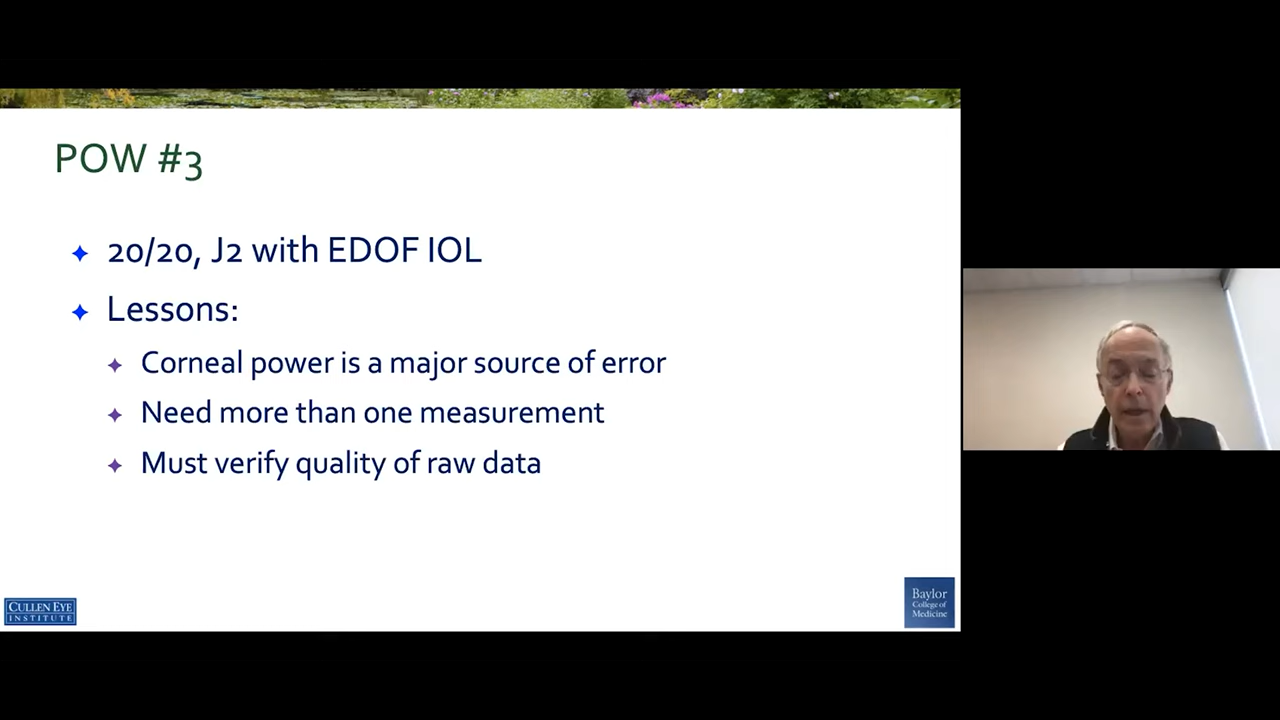 POW #3
20/20, J2 with EDOF IOL
Lessons:
Corneal power is a major source of error
Need more than one measurement
Must verify quality of raw data
CULLEN EYE
INSTITUTE
Baylor
College of
Medicine